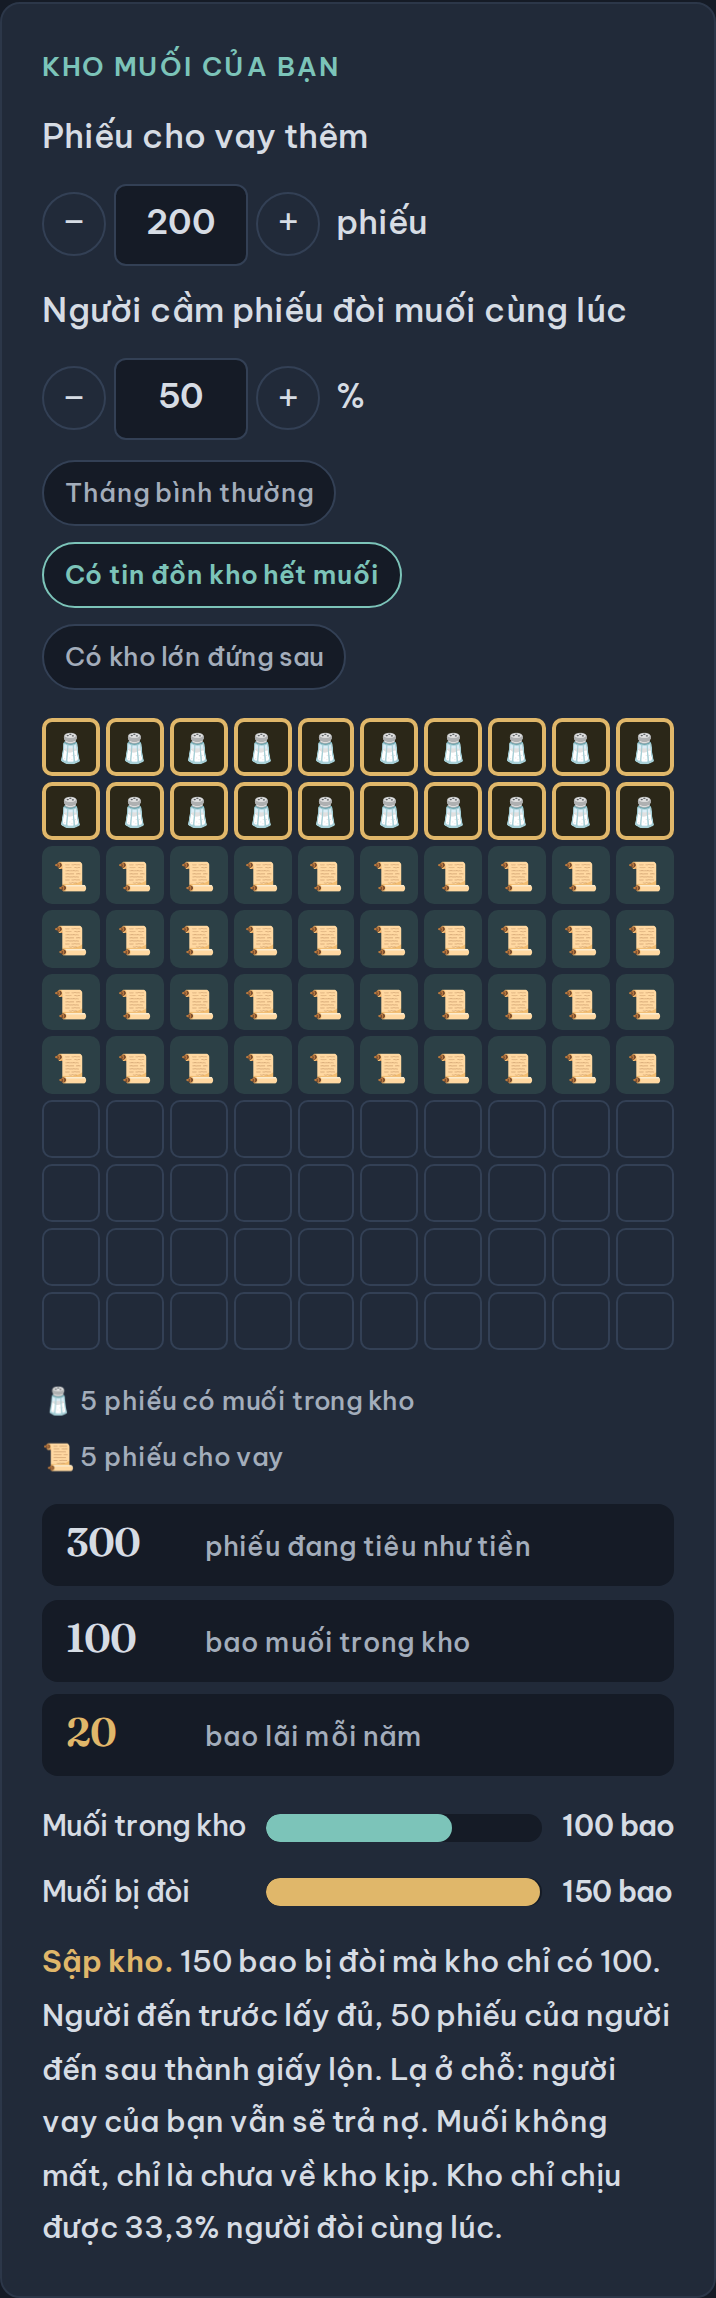 KHO MUỐI CỦA BẠN
Phiếu cho vay thêm
− 200 + phiếu
Người cầm phiếu đòi muối cùng lúc
− 50 + %
Tháng bình thường
Có tin đồn kho hết muối
Có kho lớn đứng sau
5 phiếu có muối trong kho
5 phiếu cho vay
300 phiếu đang tiêu như tiền
100 bao muối trong kho
20 bao lãi mỗi năm
Muối trong kho 100 bao
Muối bị đòi 150 bao
Sập kho. 150 bao bị đòi mà kho chỉ có 100.
Người đến trước lấy đủ, 50 phiếu của người
đến sau thành giấy lộn. Lạ ở chỗ: người
vay của bạn vẫn sẽ trả nợ. Muối không
mất, chỉ là chưa về kho kịp. Kho chỉ chịu
được 33,3% người đòi cùng lúc.